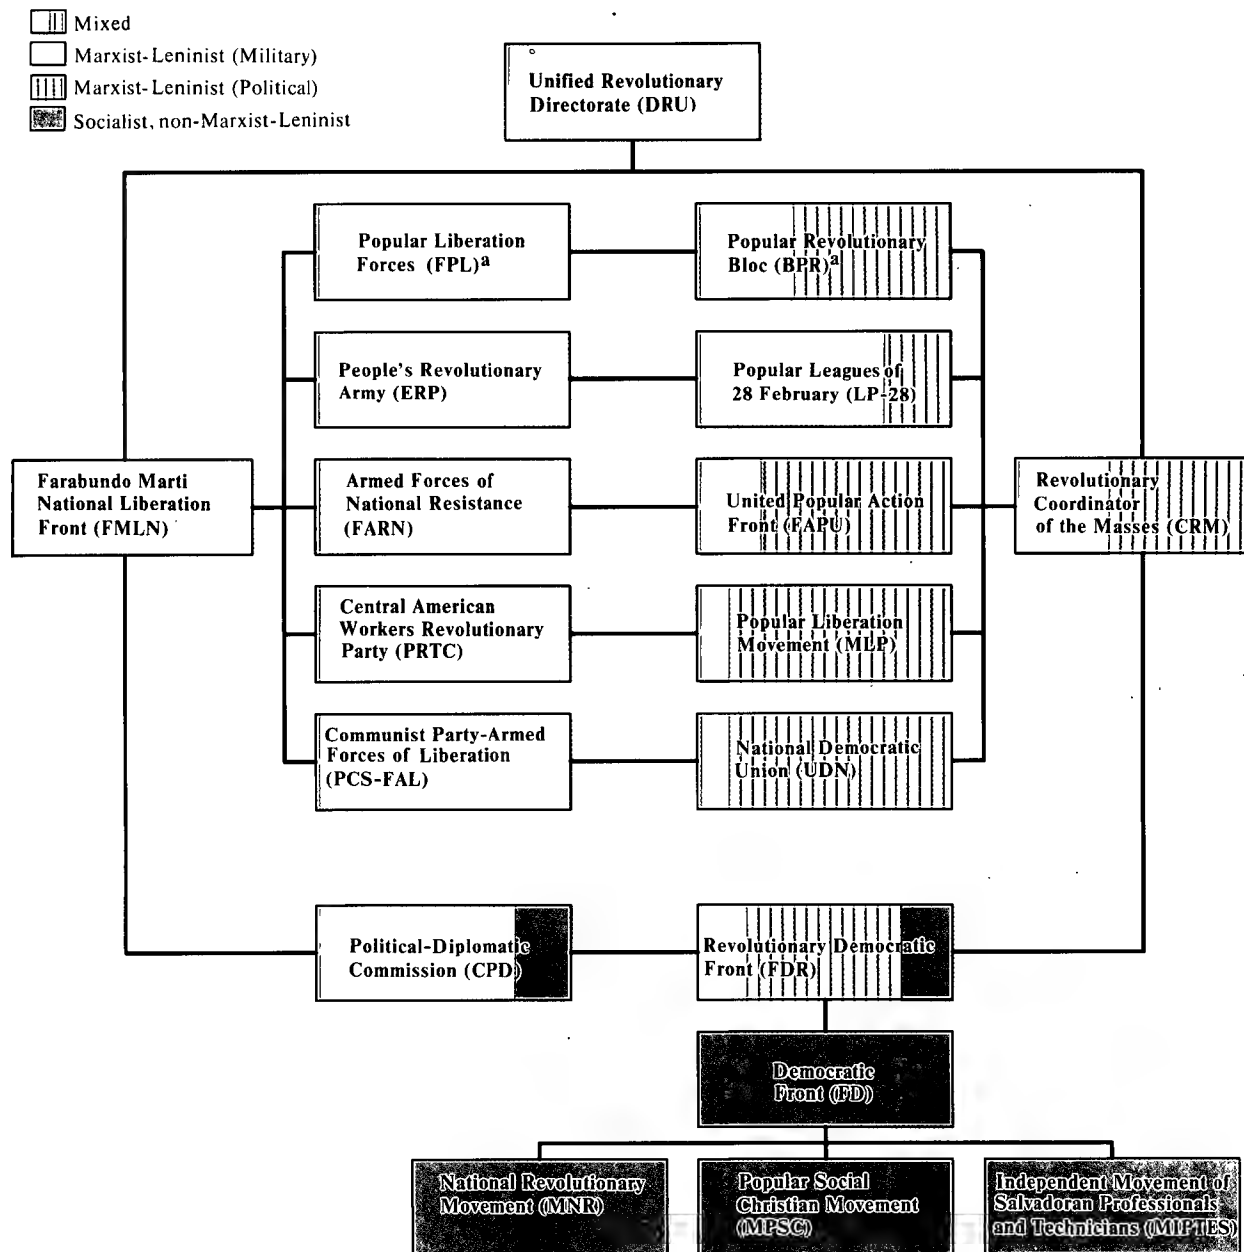 Mixed
Marxist-Leninist (Military)
Marxist-Leninist (Political)
Socialist, non-Marxist-Leninist
Unified Revolutionary
Directorate (DRU)
Popular Liberation
Forces (FPL)a
Popular Revolutionary
Bloc (BPR)a
People's Revolutionary
Army (ERP)
Popular Leagues of
28 February (LP-28)
Farabundo Marti
National Liberation
Front (FMLN)
Armed Forces of
National Resistance
(FARN)
United Popular Action
Front (FAPU)
Revolutionary
Coordinator
of the Masses (CRM)
Central American
Workers Revolutionary
Party (PRTC)
Popular Liberation
Movement (MLP)
Communist Party-Armed
Forces of Liberation
(PCS-FAL)
National Democratic
Union (UDN)
Political-Diplomatic
Commission (CPD)
Revolutionary Democratic
Front (FDR)
Democratic
Front (FD)
National Revolutionary
Movement (MNR)
Popular Social
Christian Movement
(MPSC)
Independent Movement of
Salvadoran Professionals
and Technicians (MIPTES)